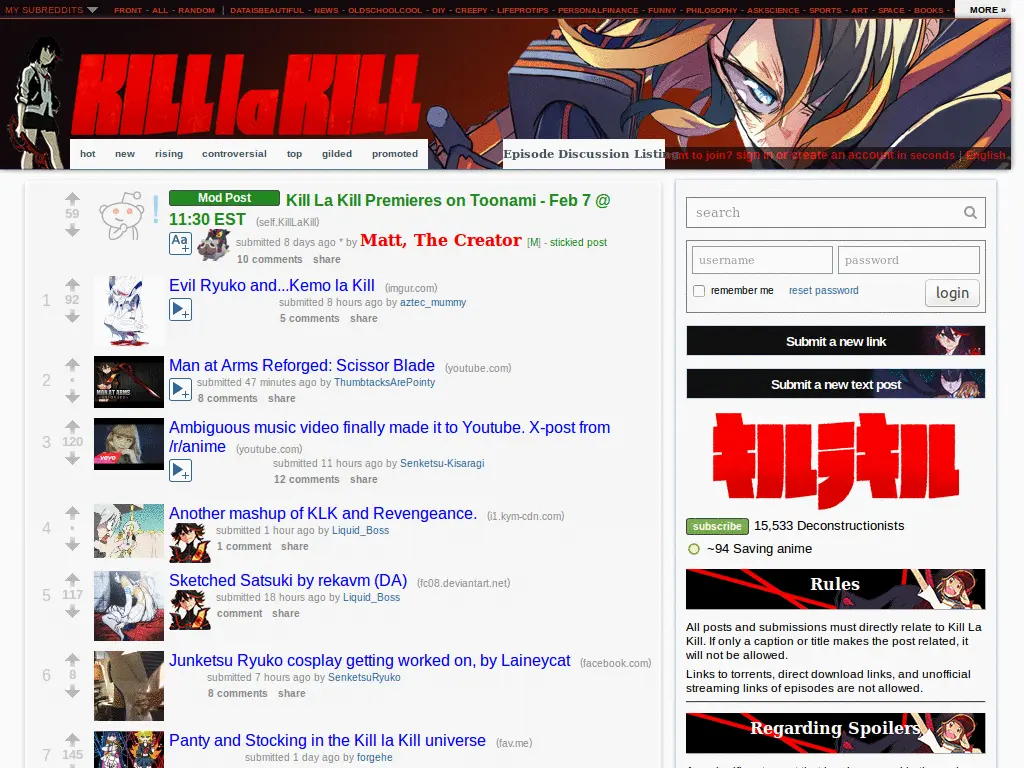 MY SUBREDDITS FRONT - ALL - RANDOM | DATAISBEAUTIFUL - NEWS - OLDSCHOOLCOOL - DIY - CREEPY - LIFEPROTIPS - PERSONALFINANCE - FUNNY - PHILOSOPHY - ASKSCIENCE - SPORTS - ART - SPACE - BOOKS - MORE »
KILL la KILL
hot new rising controversial top gilded promoted Episode Discussion Listing
want to join? sign in or create an account in seconds | English
59
!
Mod Post Kill La Kill Premieres on Toonami - Feb 7 @
11:30 EST (self.KillLaKill)
Aa
submitted 8 days ago * by Matt, The Creator [M] - stickied post
10 comments share
1
92
Evil Ryuko and...Kemo la Kill (imgur.com)
submitted 8 hours ago by aztec_mummy
5 comments share
2
•
MAN AT ARMS
Man at Arms Reforged: Scissor Blade (youtube.com)
submitted 47 minutes ago by ThumbtacksArePointy
8 comments share
3
120
vevo
Ambiguous music video finally made it to Youtube. X-post from
/r/anime (youtube.com)
submitted 11 hours ago by Senketsu-Kisaragi
12 comments share
4
•
Another mashup of KLK and Revengeance. (i1.kym-cdn.com)
submitted 1 hour ago by Liquid_Boss
1 comment share
5
117
Sketched Satsuki by rekavm (DA) (fc08.deviantart.net)
submitted 18 hours ago by Liquid_Boss
comment share
6
8
Junketsu Ryuko cosplay getting worked on, by Laineycat (facebook.com)
submitted 7 hours ago by SenketsuRyuko
8 comments share
7
145
Panty and Stocking in the Kill la Kill universe (fav.me)
submitted 1 day ago by forgehe
search
username password
remember me reset password login
Submit a new link
Submit a new text post
キルラキル
subscribe 15,533 Deconstructionists
~94 Saving anime
Rules
All posts and submissions must directly relate to Kill La
Kill. If only a caption or title makes the post related, it
will not be allowed.
Links to torrents, direct download links, and unofficial
streaming links of episodes are not allowed.
Regarding Spoilers